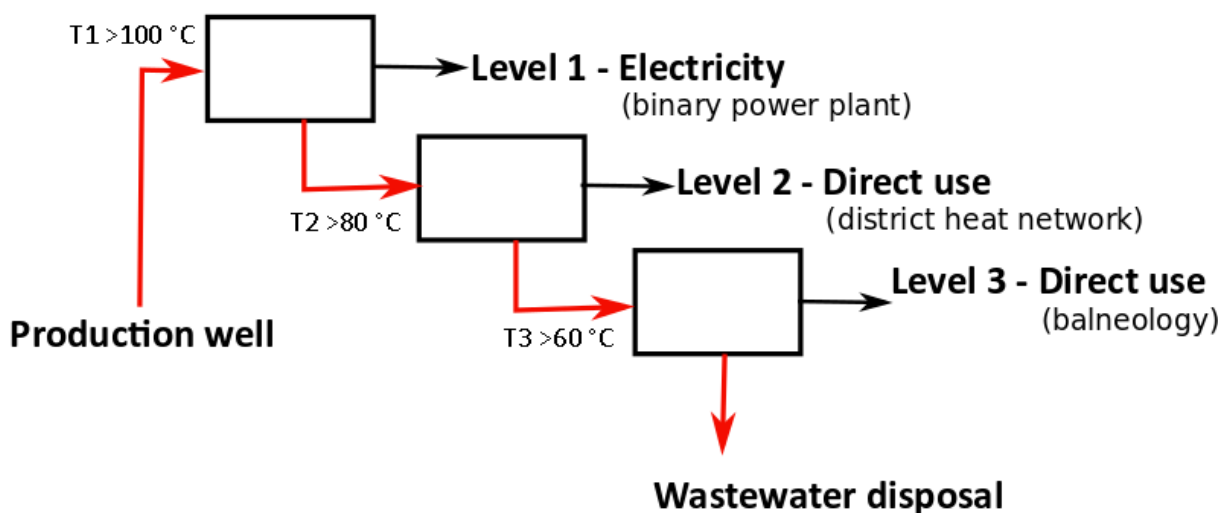 T1 >100 °C
Level 1 - Electricity
(binary power plant)
Level 2 - Direct use
(district heat network)
T2 >80 °C
Level 3 - Direct use
(balneology)
Production well
T3 >60 °C
Wastewater disposal